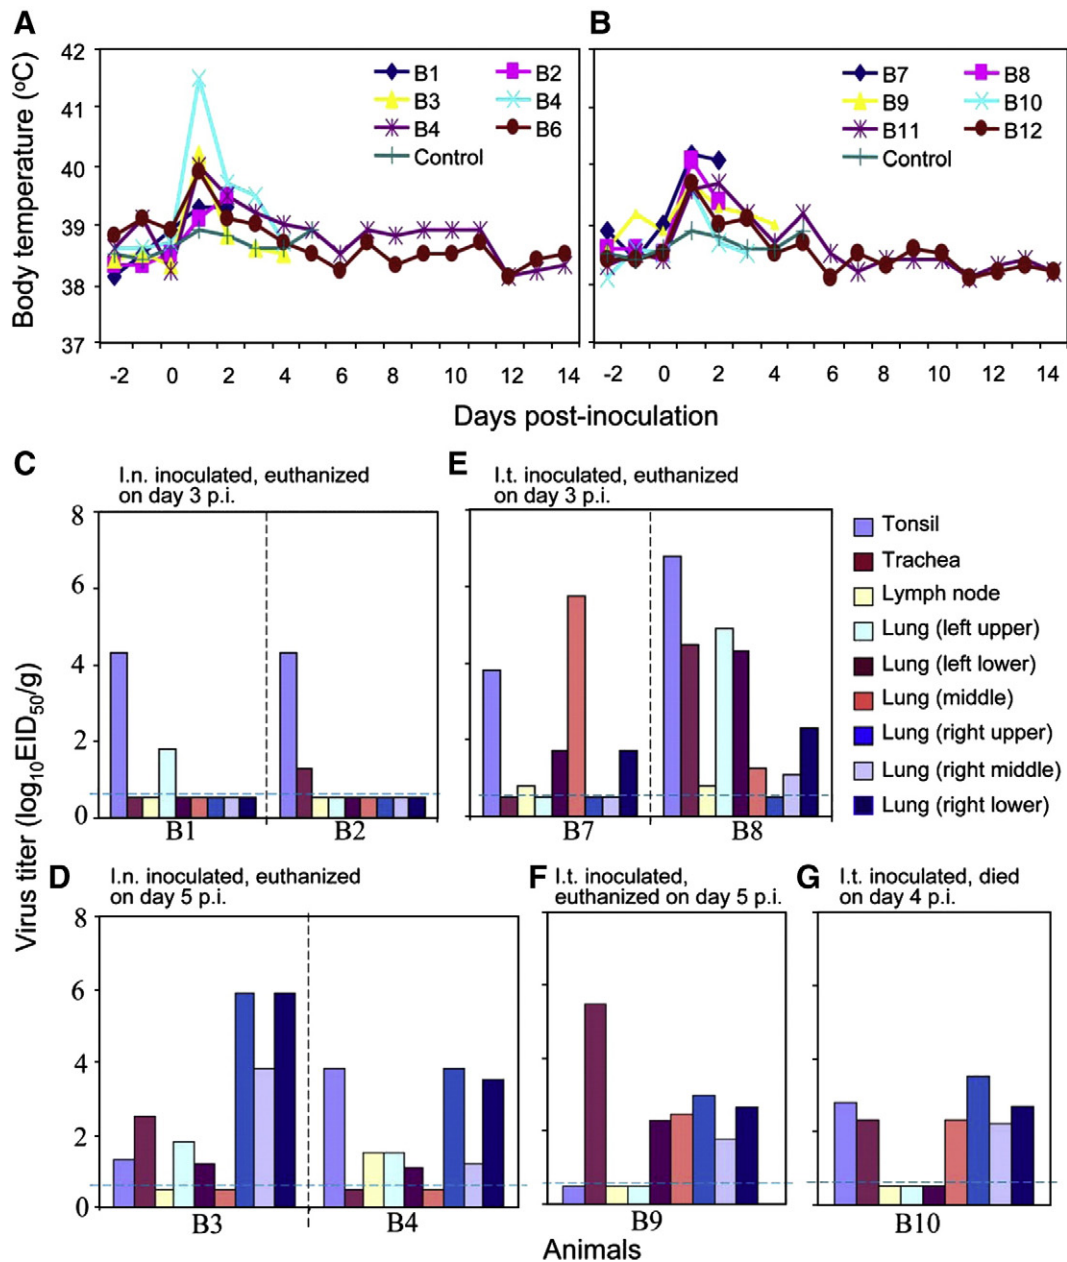 A
B
Body temperature (ºC)
42
41
40
39
38
37
B1
B2
B3
B4
B4
B6
Control
B7
B8
B9
B10
B11
B12
Control
-2 0 2 4 6 8 10 12 14
-2 0 2 4 6 8 10 12 14
Days post-inoculation
C
I.n. inoculated, euthanized
on day 3 p.i.
E
I.t. inoculated, euthanized
on day 3 p.i.
Virus titer (log10EID50/g)
8
6
4
2
0
B1
B2
B7
B8
Tonsil
Trachea
Lymph node
Lung (left upper)
Lung (left lower)
Lung (middle)
Lung (right upper)
Lung (right middle)
Lung (right lower)
D
I.n. inoculated, euthanized
on day 5 p.i.
F
I.t. inoculated,
euthanized on day 5 p.i.
G
I.t. inoculated, died
on day 4 p.i.
8
6
4
2
0
B3
B4
B9
B10
Animals